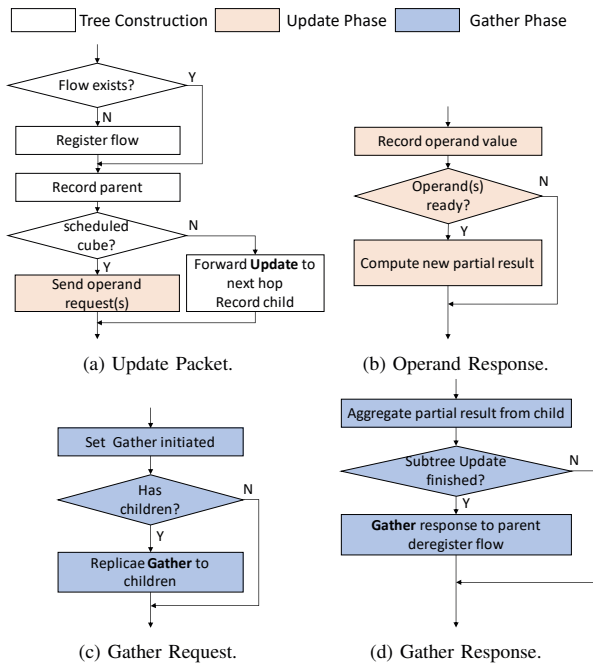 Tree Construction Update Phase Gather Phase
Flow exists?
Y
N
Register flow
Record parent
scheduled
cube?
N
Y
Send operand
request(s)
Forward Update to
next hop
Record child
(a) Update Packet.
Record operand value
Operand(s)
ready?
N
Y
Compute new partial result
(b) Operand Response.
Set Gather initiated
Has
children?
N
Y
Replicae Gather to
children
(c) Gather Request.
Aggregate partial result from child
Subtree Update
finished?
N
Y
Gather response to parent
deregister flow
(d) Gather Response.